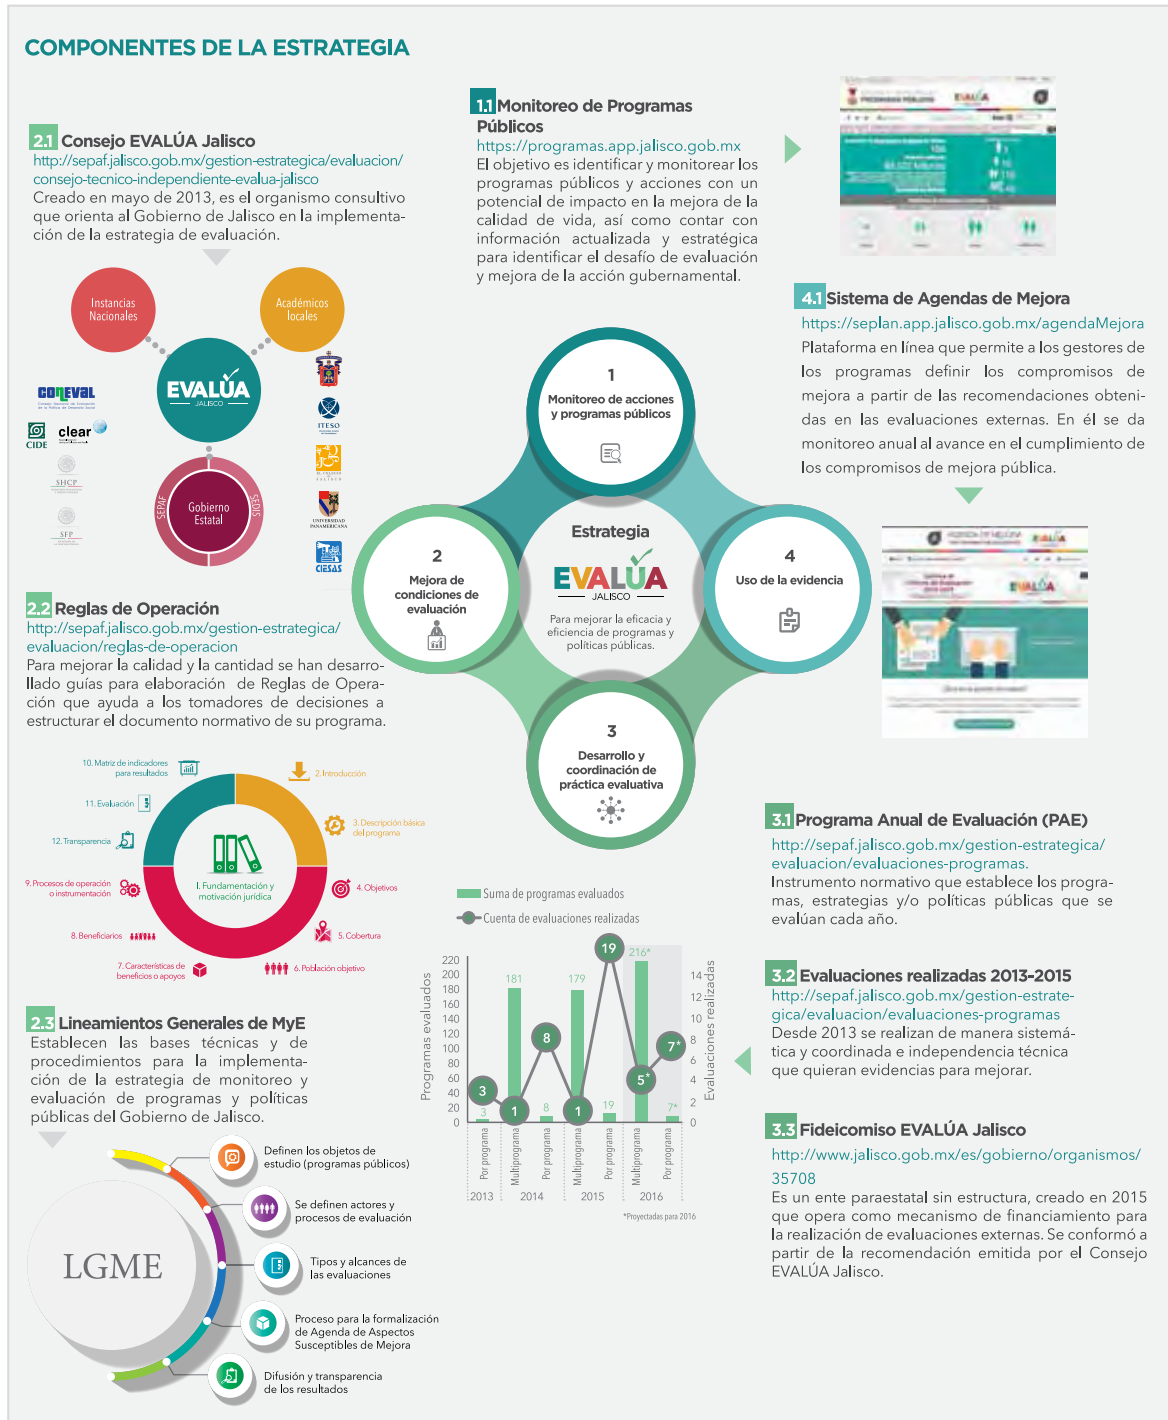 COMPONENTES DE LA ESTRATEGIA
1.1 Monitoreo de Programas
Públicos
https://programas.app.jalisco.gob.mx
El objetivo es identificar y monitorear los
programas públicos y acciones con un
potencial de impacto en la mejora de la
calidad de vida, así como contar con
información actualizada y estratégica
para identificar el desafío de evaluación
y mejora de la acción gubernamental.
EVALÚA
2.1 Consejo EVALÚA Jalisco
http://sepaf.jalisco.gob.mx/gestion-estrategica/evaluacion/
consejo-tecnico-independiente-evalua-jalisco
Creado en mayo de 2013, es el organismo consultivo
que orienta al Gobierno de Jalisco en la implementa-
ción de la estrategia de evaluación.
Instancias
Nacionales
Académicos
locales
EVALÚA
JALISCO
coneval
CIDE
clear
SHCP
SFP
ITESO
EL COLEGIO
DE
JALISCO
UNIVERSIDAD
PANAMERICANA
CIESAS
SEPAF
SEDIS
Gobierno
Estatal
4.1 Sistema de Agendas de Mejora
https://seplan.app.jalisco.gob.mx/agendaMejora
Plataforma en línea que permite a los gestores de
los programas definir los compromisos de
mejora a partir de las recomendaciones obteni-
das en las evaluaciones externas. En él se da
monitoreo anual al avance en el cumplimiento de
los compromisos de mejora pública.
AGENDA DE MEJORA
EVALÚA
1
Monitoreo de acciones
y programas públicos
2
Mejora de
condiciones de
evaluación
Estrategia
EVALÚA
JALISCO
Para mejorar la eficacia y
eficiencia de programas y
políticas públicas.
4
Uso de la evidencia
3
Desarrollo y
coordinación de
práctica evaluativa
2.2 Reglas de Operación
http://sepaf.jalisco.gob.mx/gestion-estrategica/
evaluacion/reglas-de-operacion
Para mejorar la calidad y la cantidad se han desarro-
llado guías para elaboración de Reglas de Opera-
ción que ayuda a los tomadores de decisiones a
estructurar el documento normativo de su programa.
10. Matriz de indicadores
para resultados
11. Evaluación
12. Transparencia
9. Procesos de operación
o instrumentación
8. Beneficiarios
7. Características de
beneficios o apoyos
I. Fundamentación y
motivación jurídica
2. Introducción
3. Descripción básica
del programa
4. Objetivos
5. Cobertura
6. Población objetivo
2.3 Lineamientos Generales de MyE
Establecen las bases técnicas y de
procedimientos para la implementa-
ción de la estrategia de monitoreo y
evaluación de programas y políticas
públicas del Gobierno de Jalisco.
LGME
Definen los objetos de
estudio (programas públicos)
Se definen actores y
procesos de evaluación
Tipos y alcances de
las evaluaciones
Proceso para la formalización
de Agenda de Aspectos
Susceptibles de Mejora
Difusión y transparencia
de los resultados
Suma de programas evaluados
Cuenta de evaluaciones realizadas
Programas evaluados
220
200
180
160
140
120
100
80
60
40
20
0
3
3
181
1
8
8
179
1
19
19
216*
5*
7*
7*
14
12
10
8
6
4
2
0
Evaluaciones realizadas
Por programa
Multiprograma
Por programa
Multiprograma
Por programa
Multiprograma
Por programa
2013
2014
2015
2016
*Proyectadas para 2016
3.1 Programa Anual de Evaluación (PAE)
http://sepaf.jalisco.gob.mx/gestion-estrategica/
evaluacion/evaluaciones-programas.
Instrumento normativo que establece los progra-
mas, estrategias y/o políticas públicas que se
evalúan cada año.
3.2 Evaluaciones realizadas 2013-2015
http://sepaf.jalisco.gob.mx/gestion-estrate-
gica/evaluacion/evaluaciones-programas
Desde 2013 se realizan de manera sistemá-
tica y coordinada e independencia técnica
que quieran evidencias para mejorar.
3.3 Fideicomiso EVALÚA Jalisco
http://www.jalisco.gob.mx/es/gobierno/organismos/
35708
Es un ente paraestatal sin estructura, creado en 2015
que opera como mecanismo de financiamiento para
la realización de evaluaciones externas. Se conformó a
partir de la recomendación emitida por el Consejo
EVALÚA Jalisco.